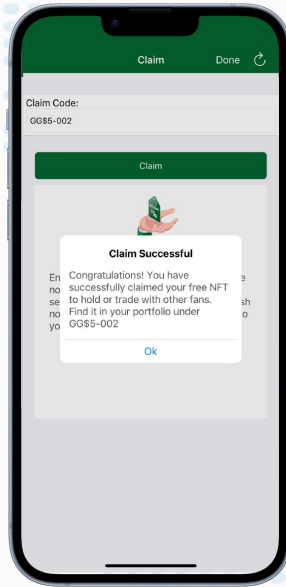 Claim
Done
Claim Code:
GG$5-002
Claim
Claim Successful
Congratulations! You have
successfully claimed your free NFT
to hold or trade with other fans.
Find it in your portfolio under
GG$5-002
Ok